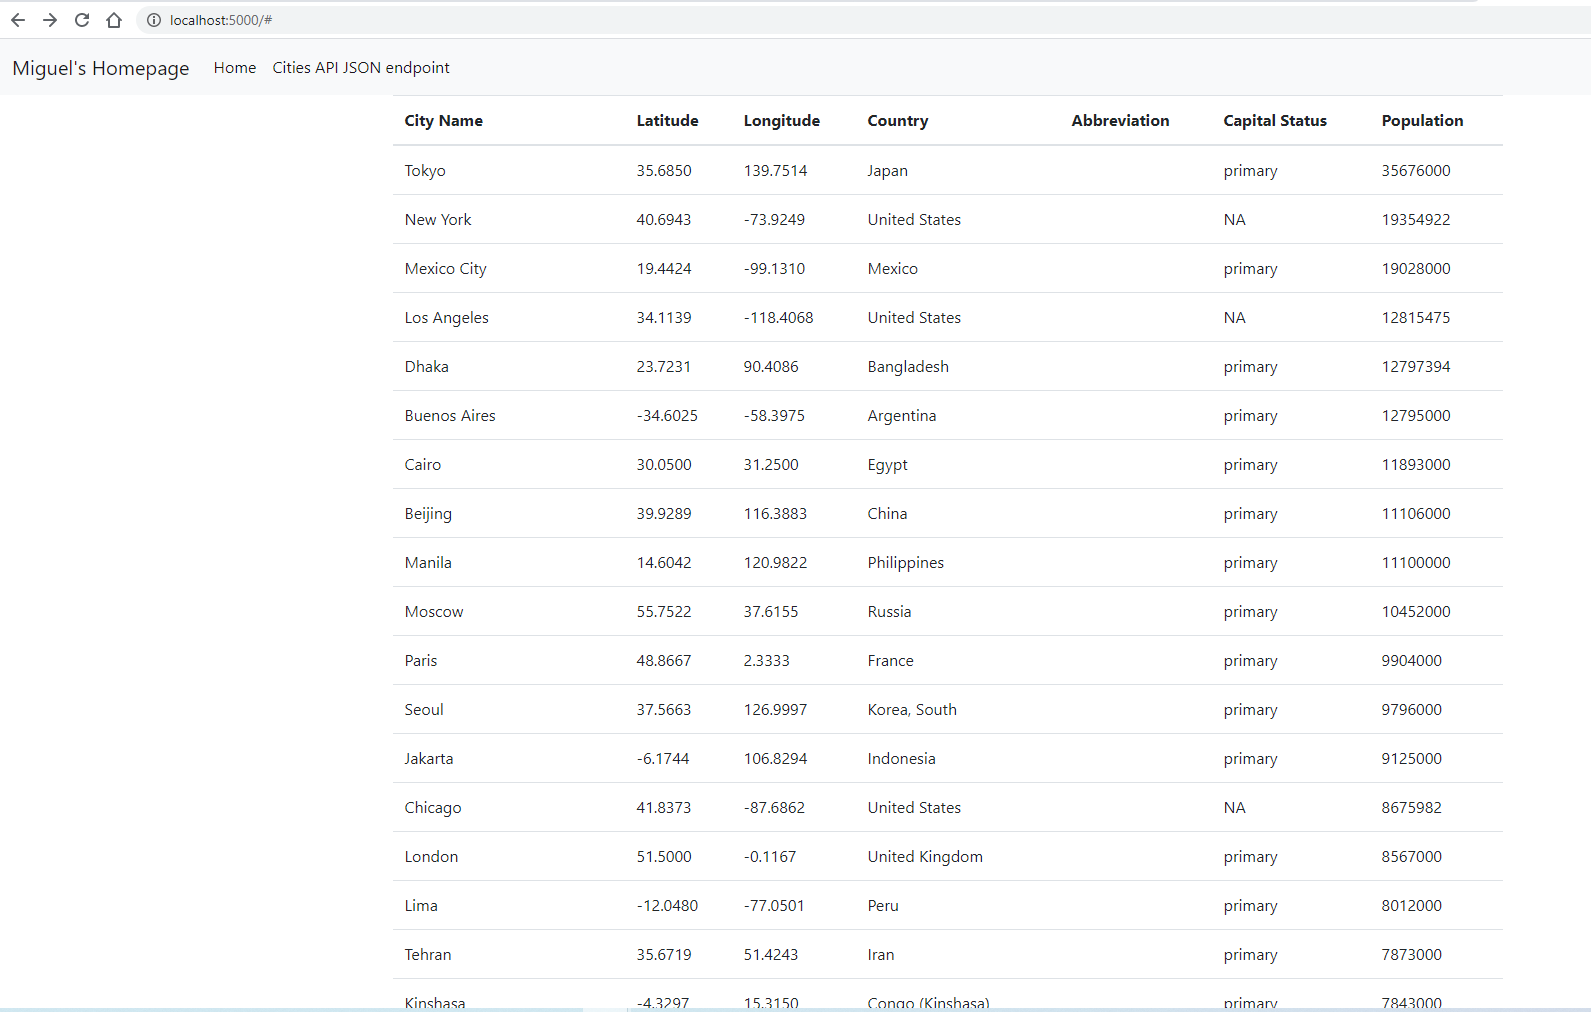 localhost:5000/#
Miguel's Homepage Home Cities API JSON endpoint
City Name Latitude Longitude Country Abbreviation Capital Status Population
Tokyo 35.6850 139.7514 Japan primary 35676000
New York 40.6943 -73.9249 United States NA 19354922
Mexico City 19.4424 -99.1310 Mexico primary 19028000
Los Angeles 34.1139 -118.4068 United States NA 12815475
Dhaka 23.7231 90.4086 Bangladesh primary 12797394
Buenos Aires -34.6025 -58.3975 Argentina primary 12795000
Cairo 30.0500 31.2500 Egypt primary 11893000
Beijing 39.9289 116.3883 China primary 11106000
Manila 14.6042 120.9822 Philippines primary 11100000
Moscow 55.7522 37.6155 Russia primary 10452000
Paris 48.8667 2.3333 France primary 9904000
Seoul 37.5663 126.9997 Korea, South primary 9796000
Jakarta -6.1744 106.8294 Indonesia primary 9125000
Chicago 41.8373 -87.6862 United States NA 8675982
London 51.5000 -0.1167 United Kingdom primary 8567000
Lima -12.0480 -77.0501 Peru primary 8012000
Tehran 35.6719 51.4243 Iran primary 7873000
Kinshasa -4.3297 15.3150 Congo (Kinshasa) primary 7843000